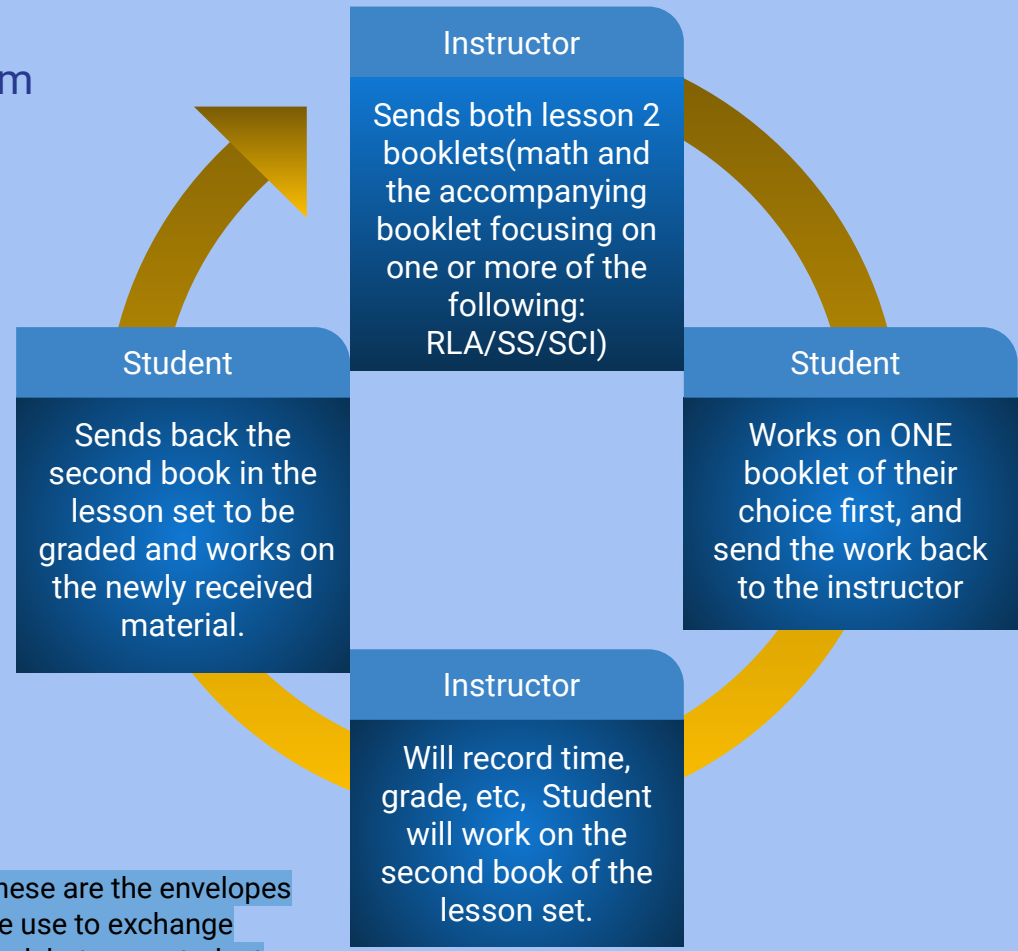 m
Instructor
Sends both lesson 2
booklets(math and
the accompanying
booklet focusing on
one or more of the
following:
RLA/SS/SCI)
Student
Works on ONE
booklet of their
choice first, and
send the work back
to the instructor
Instructor
Will record time,
grade, etc, Student
will work on the
second book of the
lesson set.
Student
Sends back the
second book in the
lesson set to be
graded and works on
the newly received
material.
hese are the envelopes
e use to exchange